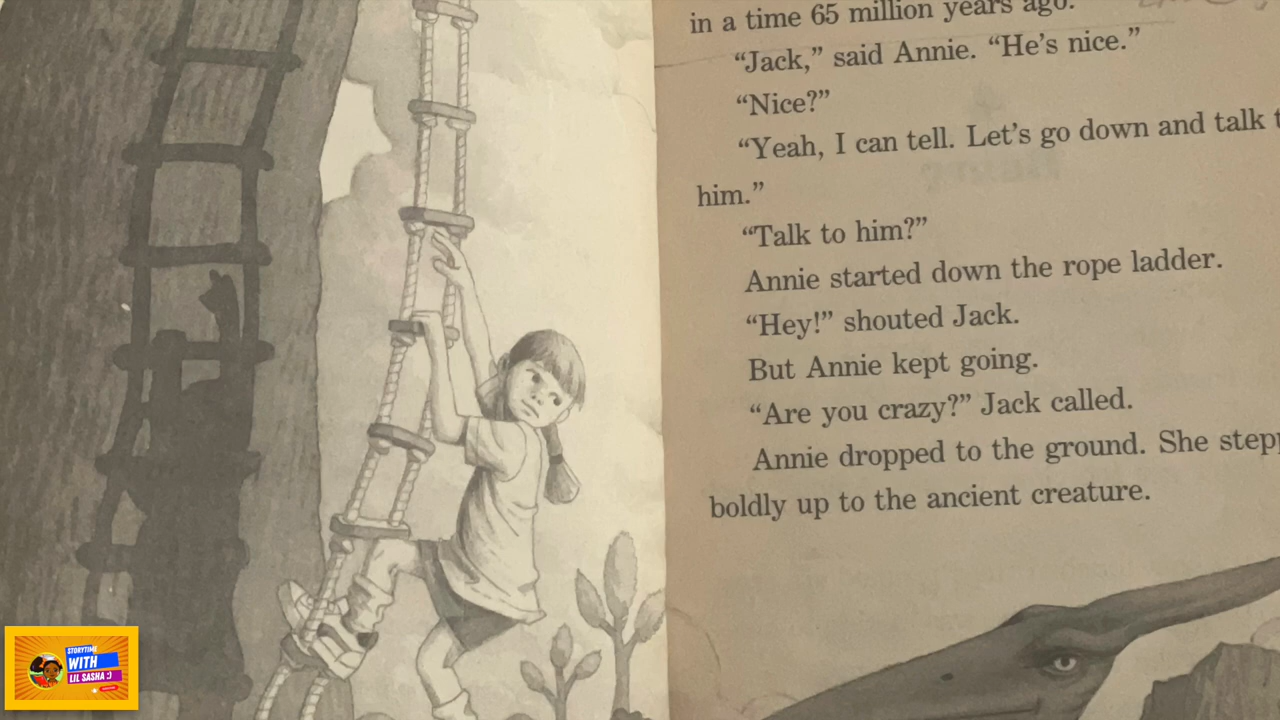 in a time 65 million years ago.
“Jack,” said Annie. “He’s nice.”
“Nice?”
“Yeah, I can tell. Let’s go down and talk t
him.”
“Talk to him?”
Annie started down the rope ladder.
“Hey!” shouted Jack.
But Annie kept going.
“Are you crazy?” Jack called.
Annie dropped to the ground. She stepp
boldly up to the ancient creature.
STORYTIME
WITH
LIL SASHA :)